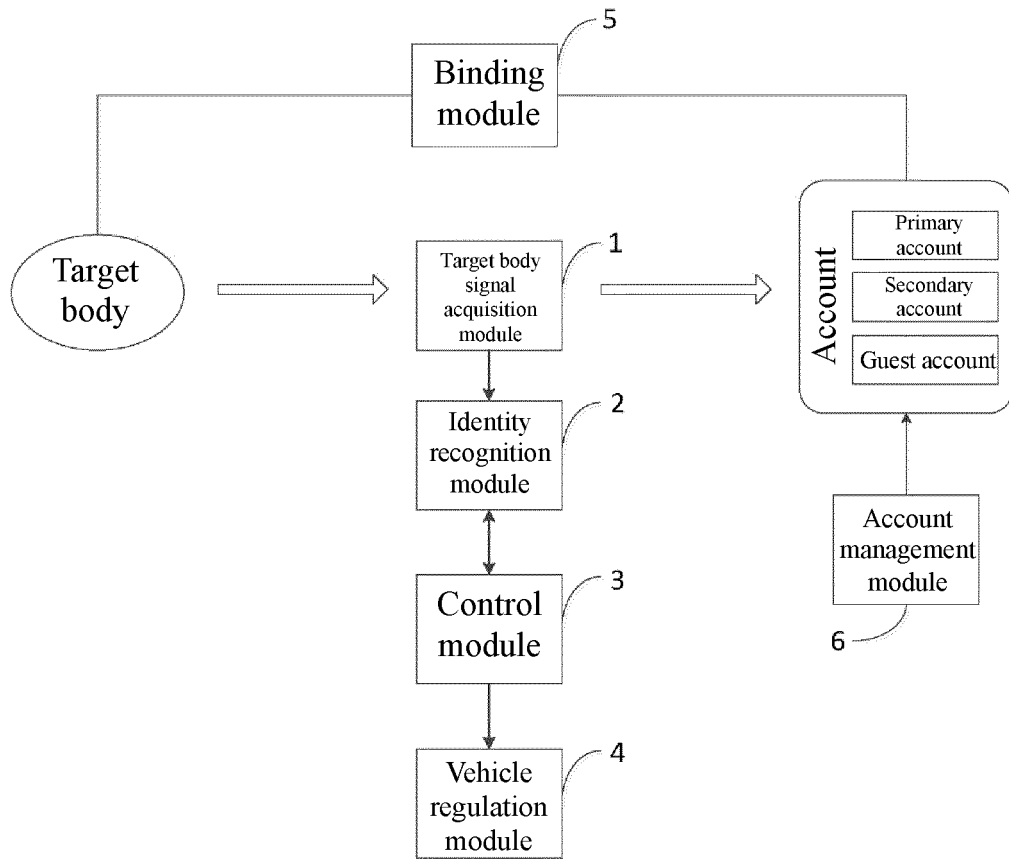 5
Binding
module
Target
body
1
Target body
signal
acquisition
module
Account
Primary
account
Secondary
account
Guest account
2
Identity
recognition
module
3
Control
module
Account
management
module
6
4
Vehicle
regulation
module